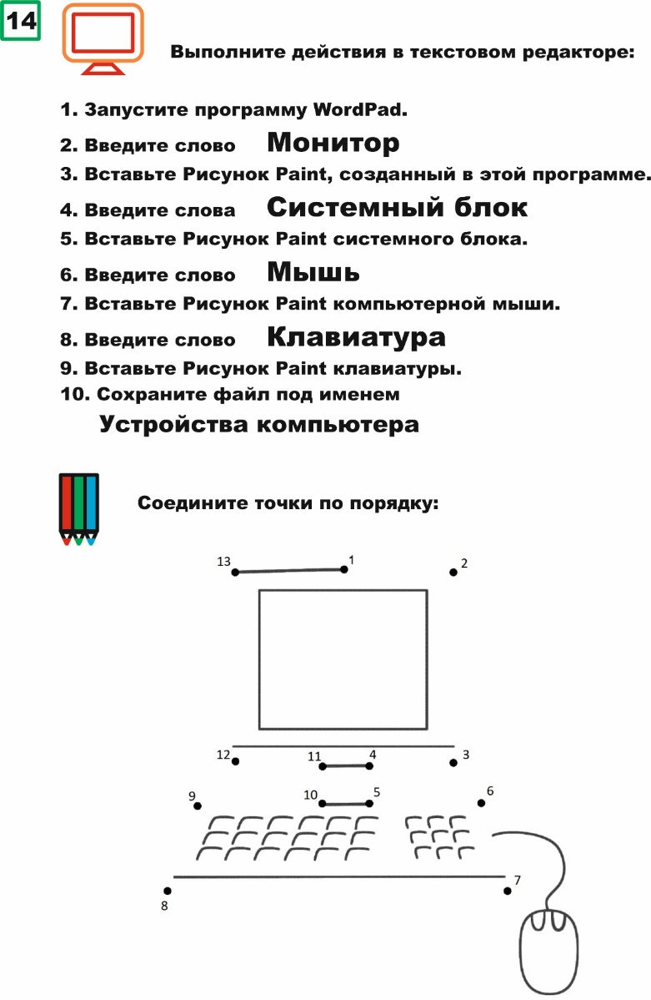 14
Выполните действия в текстовом редакторе:
1. Запустите программу WordPad.
2. Введите слово Монитор
3. Вставьте Рисунок Paint, созданный в этой программе.
4. Введите слова Системный блок
5. Вставьте Рисунок Paint системного блока.
6. Введите слово Мышь
7. Вставьте Рисунок Paint компьютерной мыши.
8. Введите слово Клавиатура
9. Вставьте Рисунок Paint клавиатуры.
10. Сохраните файл под именем
Устройства компьютера
Соедините точки по порядку:
13 1 2
12 11 4 3
9 10 5 6
7
8